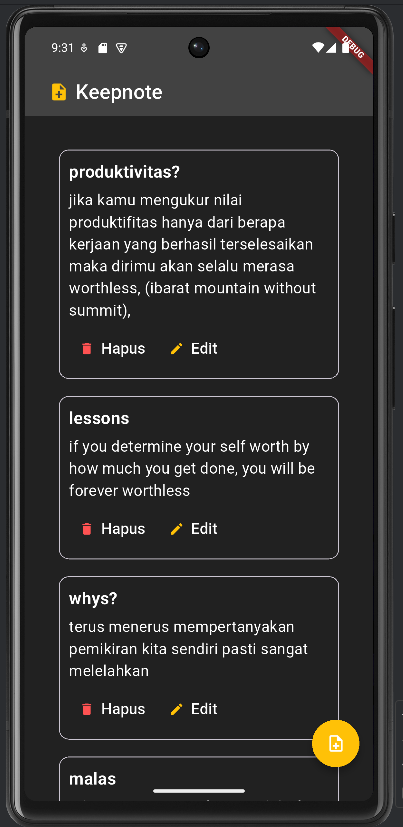 9:31
DEBUG
Keepnote
produktivitas?
jika kamu mengukur nilai
produktifitas hanya dari berapa
kerjaan yang berhasil terselesaikan
maka dirimu akan selalu merasa
worthless, (ibarat mountain without
summit),
Hapus Edit
lessons
if you determine your self worth by
how much you get done, you will be
forever worthless
Hapus Edit
whys?
terus menerus mempertanyakan
pemikiran kita sendiri pasti sangat
melelahkan
Hapus Edit
malas